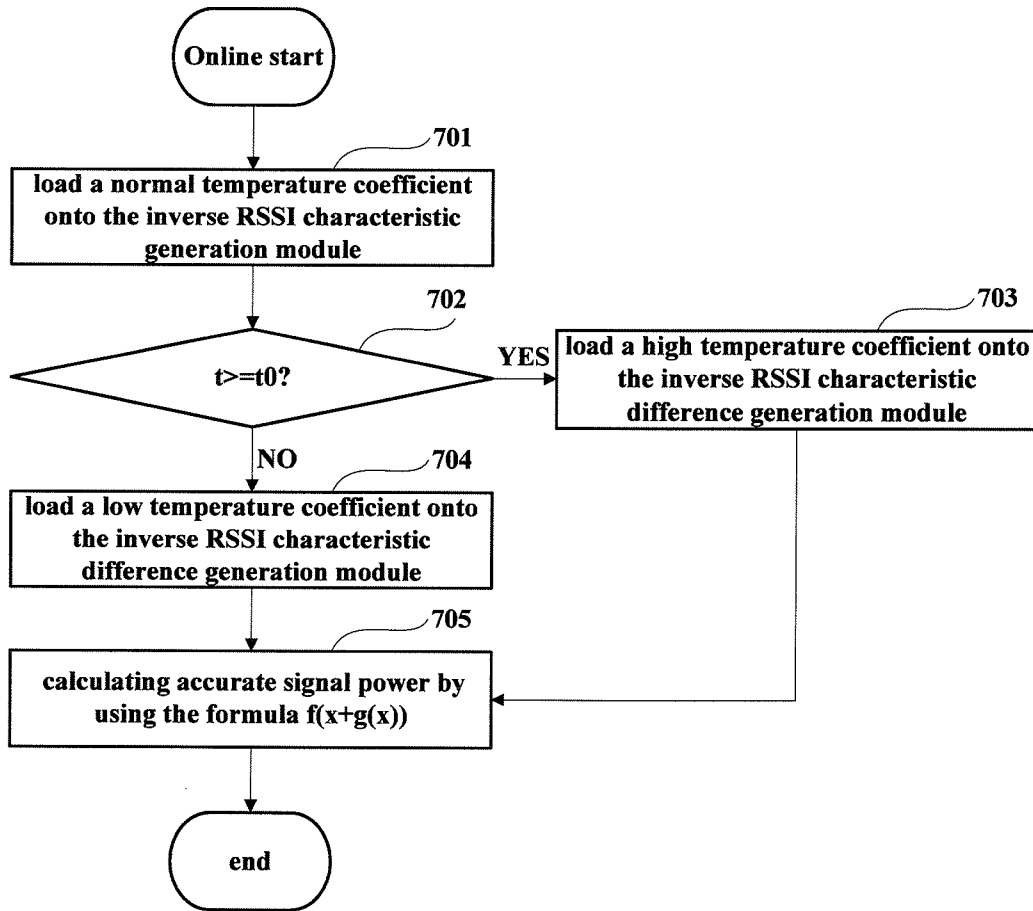 Online start
701
load a normal temperature coefficient
onto the inverse RSSI characteristic
generation module
702
t>=t0?
YES
703
load a high temperature coefficient onto
the inverse RSSI characteristic
difference generation module
NO
704
load a low temperature coefficient onto
the inverse RSSI characteristic
difference generation module
705
calculating accurate signal power by
using the formula f(x+g(x))
end